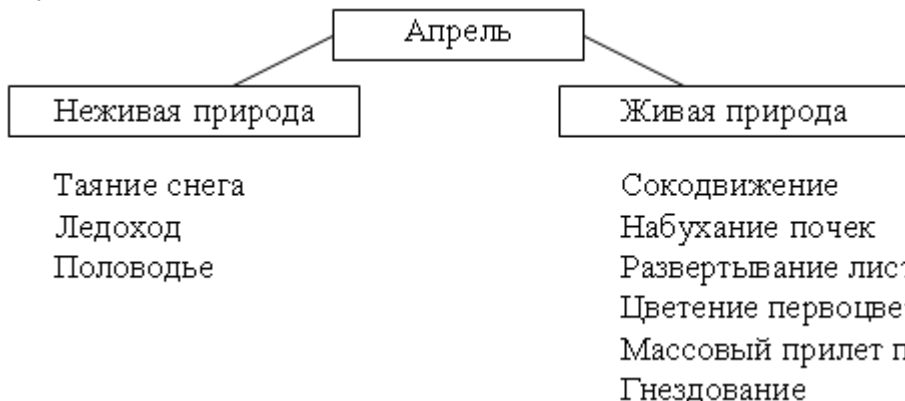 Апрель
Неживая природа
Живая природа
Таяние снега
Ледоход
Половодье
Сокодвижение
Набухание почек
Развертывание
Цветение
Массовый прилет
Гнездование